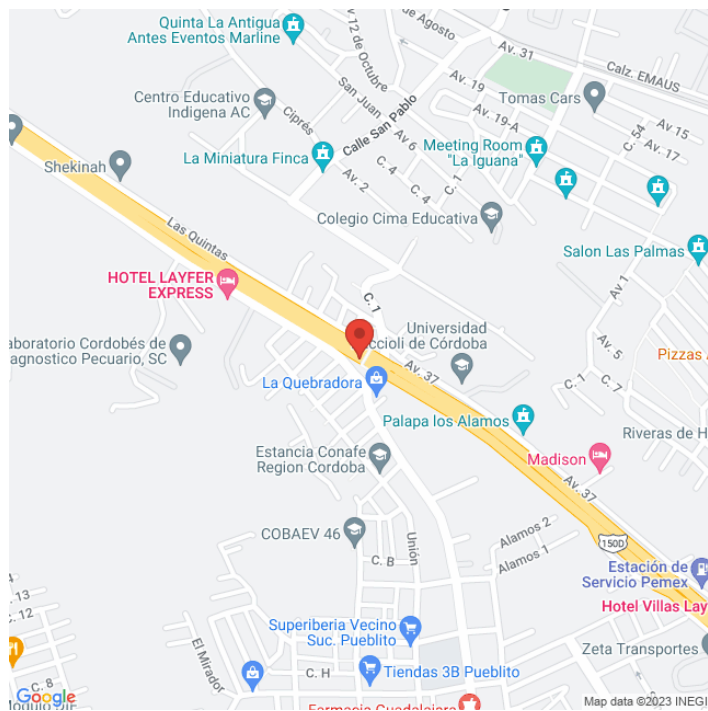 Quinta La Antigua
Antes Eventos Marline
Av 12 de Octubre
de Agosto
Av. 31
Calz. EMAUS
Av. 19
Tomas Cars
Centro Educativo
Indigena AC
Ciprés
San Juan
Av. 6
Calle San Pablo
Av. 19-A
C. 54
Av. 15
Av. 17
La Miniatura Finca
Meeting Room
"La Iguana"
C. 4
C. 4
C. 1
Av. 2
Shekinah
Colegio Cima Educativa
Las Quintas
Salon Las Palmas
HOTEL LAYFER
EXPRESS
C. 1
Av 1
Universidad
ccioli de Córdoba
aboratorio Cordobés de
iagnostico Pecuario, SC
Av. 37
Av. 5
Pizzas
C. 1
C. 7
La Quebradora
Palapa los Alamos
Riveras de H
Estancia Conafe
Region Cordoba
Madison
Av. 37
COBAEV 46
Alamos 2
150D
Unión
Alamos 1
C. B
Estación de
Servicio Pemex
C. 13
C. 12
Hotel Villas Lay
Superiberia Vecino
Suc. Pueblito
El Mirador
Zeta Transportes
C. H
Tiendas 3B Pueblito
C. 8
Google
Farmacia Guadalajara
Map data ©2023 INEGI